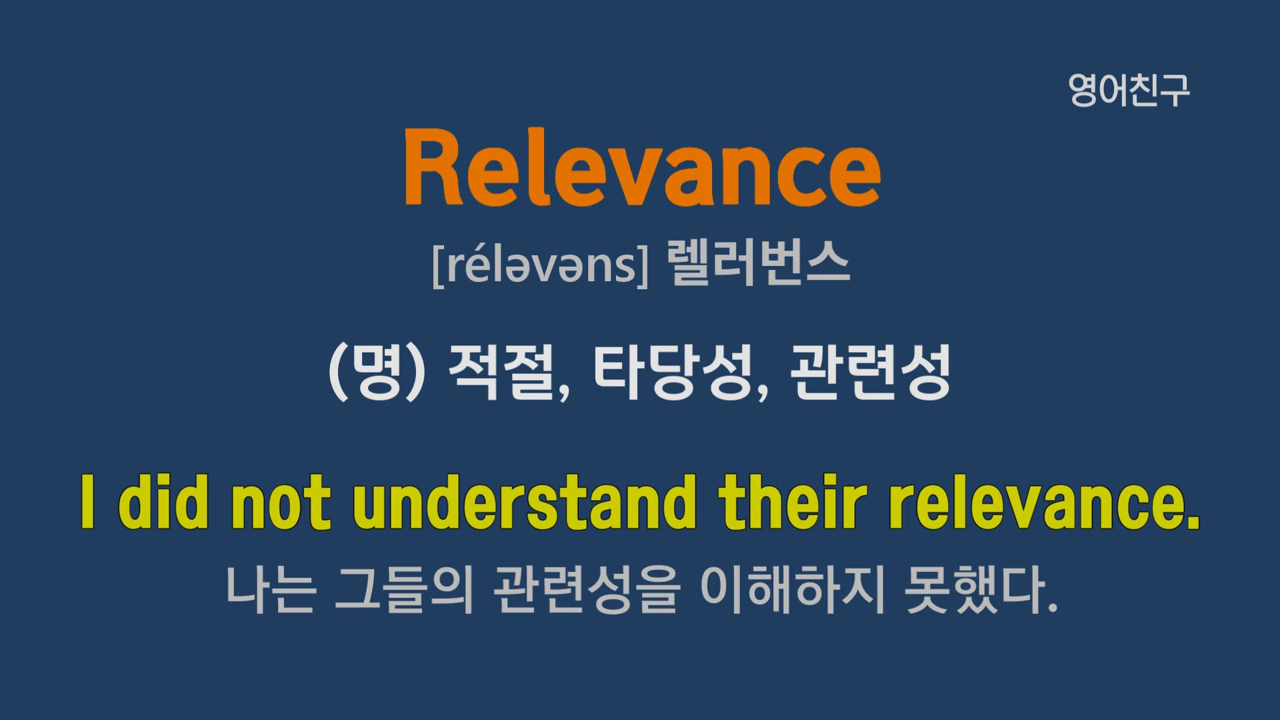 영어친구
Relevance
[réləvəns] 렐러번스
(명) 적절, 타당성, 관련성
I did not understand their relevance.
나는 그들의 관련성을 이해하지 못했다.